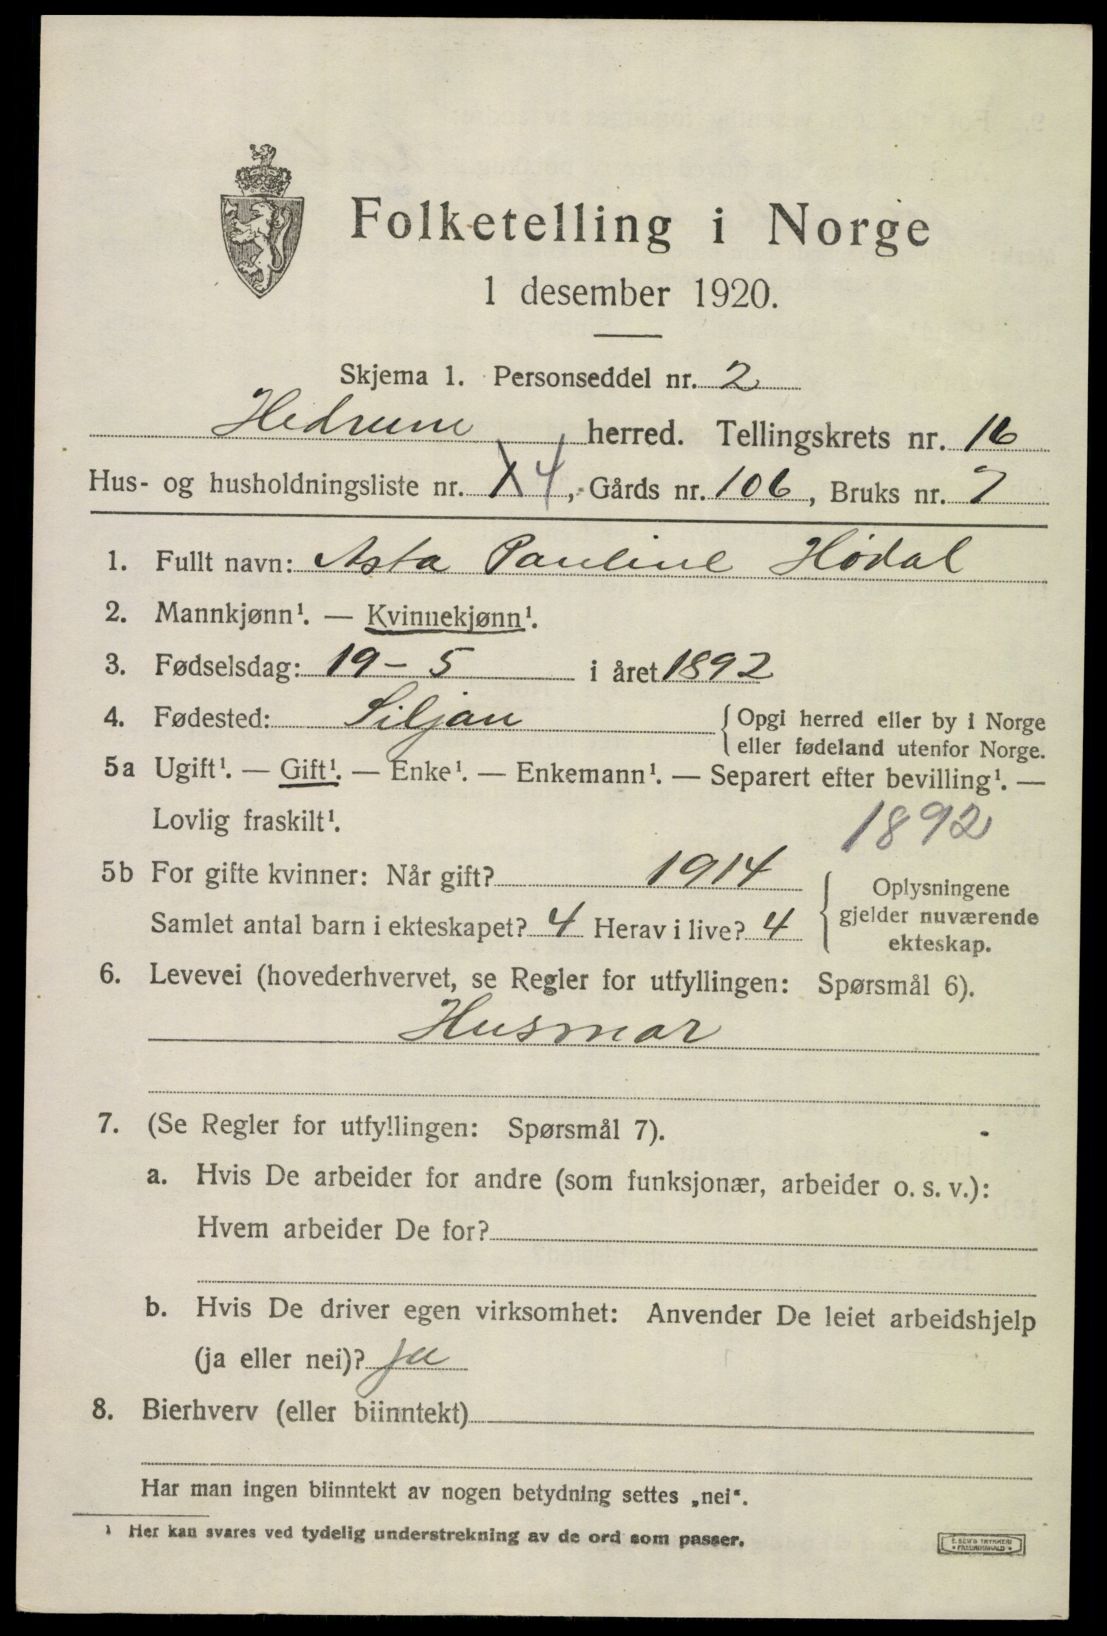 Folketelling i Norge
1 desember 1920.
Skjema 1. Personseddel nr. 2
Hedrum herred. Tellingskrets nr. 16
Hus- og husholdningsliste nr. 4, Gårds nr. 106, Bruks nr. 7
1. Fullt navn: Asta Pauline Hødal
2. Mannkjønn¹. — Kvinnekjønn¹.
3. Fødselsdag: 19 – 5 i året 1892
4. Fødested: Siljan {Opgi herred eller by i Norge
eller fødeland utenfor Norge.
5a Ugift¹. — Gift¹. — Enke¹. — Enkemann¹. — Separert efter bevilling¹. —
Lovlig fraskilt¹. 1892
5b For gifte kvinner: Når gift? 1914 { Oplysningene
Samlet antal barn i ekteskapet? 4 Herav i live? 4 gjelder nuværende
ekteskap.
6. Levevei (hovederhvervet, se Regler for utfyllingen: Spørsmål 6).
Husmor
7. (Se Regler for utfyllingen: Spørsmål 7).
a. Hvis De arbeider for andre (som funksjonær, arbeider o. s. v.):
Hvem arbeider De for?
b. Hvis De driver egen virksomhet: Anvender De leiet arbeidshjelp
(ja eller nei)? ja
8. Bierhverv (eller biinntekt)
Har man ingen biinntekt av nogen betydning settes „nei“.
¹ Her kan svares ved tydelig understrekning av de ord som passer.
E. SEM'S TRYKKERI
• FREDRIKSHALD •